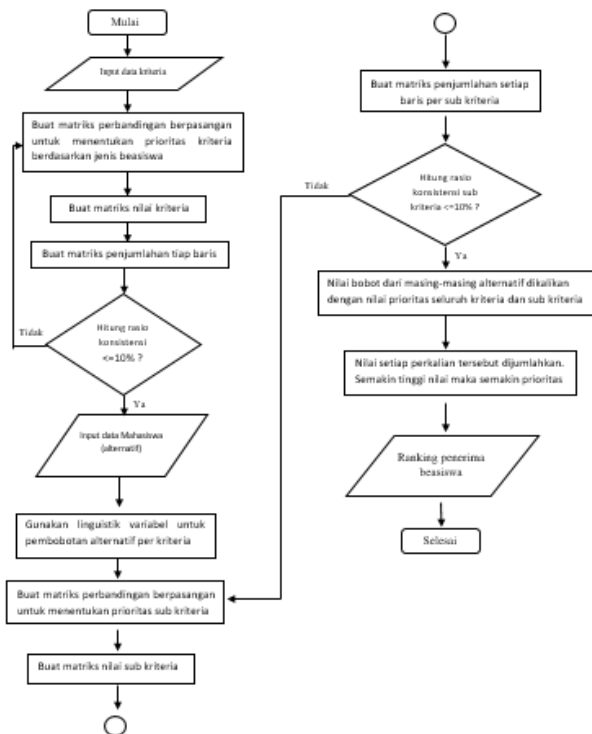 Mulai
Input data kriteria
Buat matriks perbandingan berpasangan
untuk menentukan prioritas kriteria
berdasarkan jenis beasiswa
Buat matriks nilai kriteria
Buat matriks penjumlahan tiap baris
Tidak
Hitung rasio
konsistensi
<=10% ?
Ya
Input data Mahasiswa
(alternatif)
Gunakan linguistik variabel untuk
pembobotan alternatif per kriteria
Buat matriks perbandingan berpasangan
untuk menentukan prioritas sub kriteria
Buat matriks nilai sub kriteria
Buat matriks penjumlahan setiap
baris per sub kriteria
Tidak
Hitung rasio
konsistensi sub
kriteria <=10% ?
Ya
Nilai bobot dari masing-masing alternatif dikalikan
dengan nilai prioritas seluruh kriteria dan sub kriteria
Nilai setiap perkalian tersebut dijumlahkan.
Semakin tinggi nilai maka semakin prioritas
Ranking penerima
beasiswa
Selesai